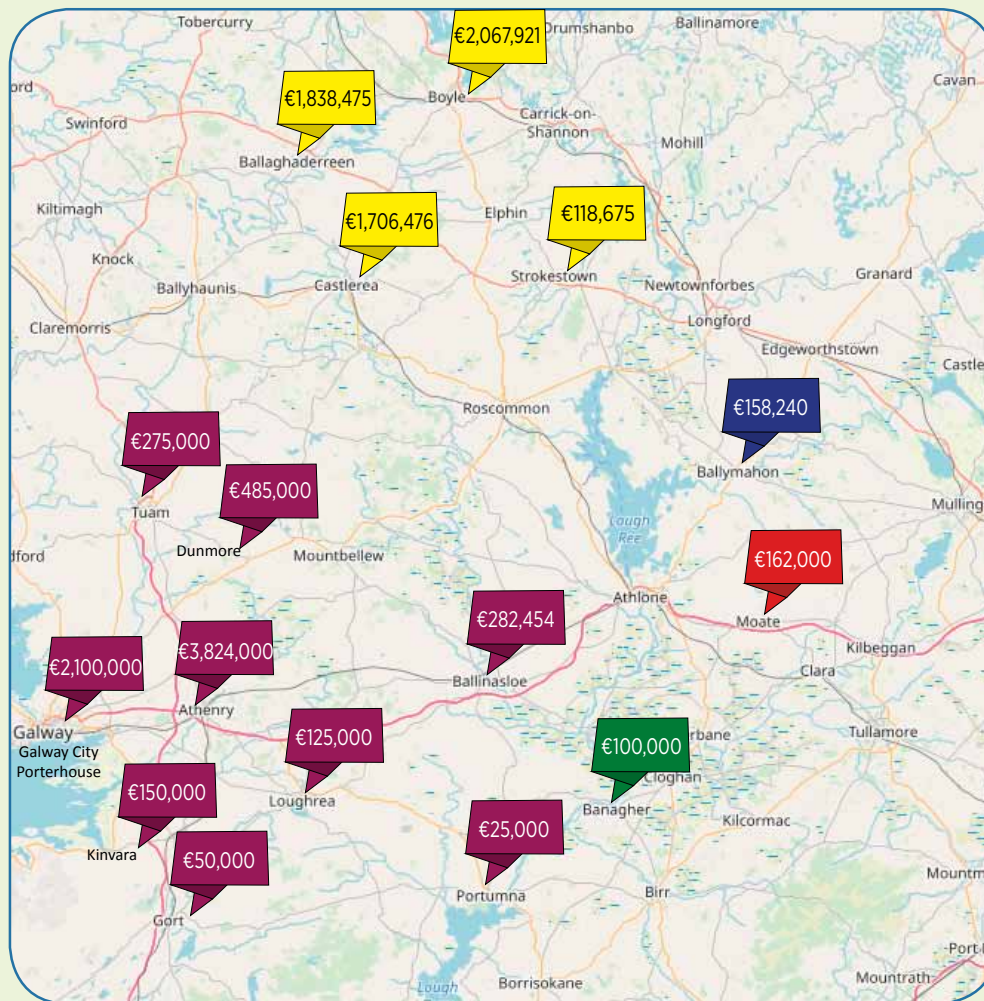 Tobercurry
Drumshanbo
Ballinamore
€2,067,921
Cavan
Boyle
€1,838,475
Carrick-on-
Shannon
Swinford
Mohill
Ballaghaderreen
Kiltimagh
€1,706,476
Elphin
€118,675
Knock
Ballyhaunis
Castlerea
Strokestown
Newtownforbes
Granard
Claremorris
Longford
Edgeworthstown
Castle
Roscommon
€158,240
€275,000
Ballymahon
€485,000
Tuam
Mulling
Lough
Ree
Dunmore
Mountbellew
dford
€162,000
Athlone
Moate
€282,454
Kilbeggan
€2,100,000
€3,824,000
Clara
Ballinasloe
Athenry
Galway
€125,000
€100,000
rbane
Tullamore
Galway City
Porterhouse
Cloghan
€150,000
Loughrea
Banagher
Kilcormac
€25,000
Kinvara
€50,000
Mountm
Portumna
Birr
Gort
Port
Mountrath
Borrisokane